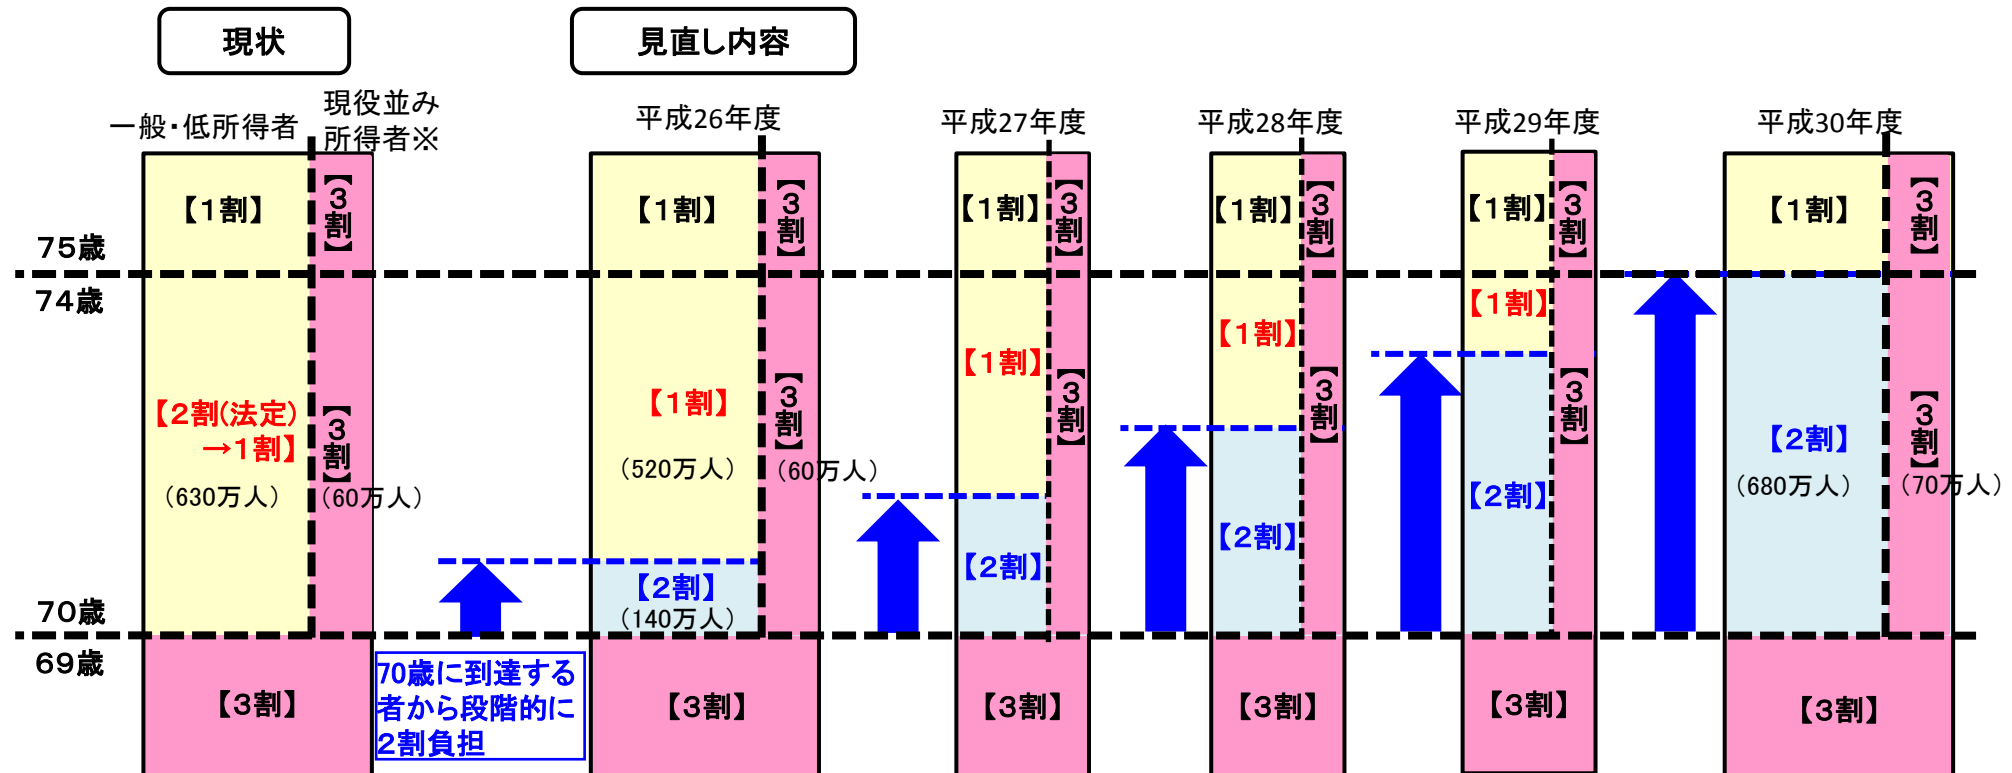 現状
見直し内容
一般・低所得者
現役並み
所得者※
平成26年度
平成27年度
平成28年度
平成29年度
平成30年度
【１割】
【３割】
【１割】
【３割】
【１割】
【３割】
【１割】
【３割】
【１割】
【３割】
【１割】
【３割】
75歳
74歳
【２割(法定)
→１割】
（630万人）
【３割】
（60万人）
【１割】
（520万人）
【３割】
（60万人）
【２割】
（140万人）
【１割】
【２割】
【３割】
【１割】
【２割】
【３割】
【１割】
【２割】
【３割】
【２割】
（680万人）
【３割】
（70万人）
70歳
69歳
70歳に到達する
者から段階的に
２割負担
【３割】
【３割】
【３割】
【３割】
【３割】
【３割】